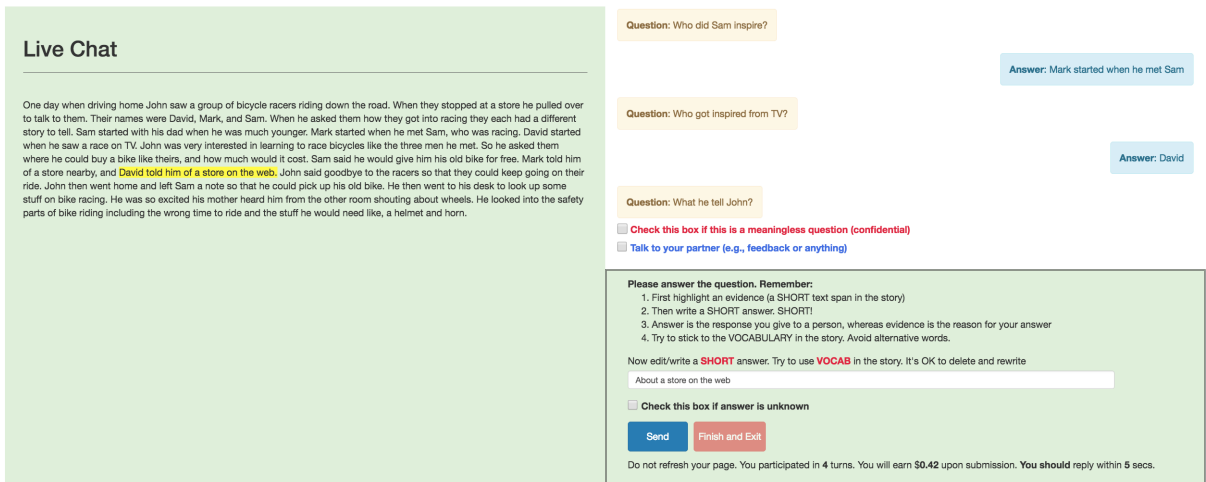 Live Chat
One day when driving home John saw a group of bicycle racers riding down the road. When they stopped at a store he pulled over
to talk to them. Their names were David, Mark, and Sam. When he asked them how they got into racing they each had a different
story to tell. Sam started with his dad when he was much younger. Mark started when he met Sam, who was racing. David started
when he saw a race on TV. John was very interested in learning to race bicycles like the three men he met. So he asked them
where he could buy a bike like theirs, and how much would it cost. Sam said he would give him his old bike for free. Mark told him
of a store nearby, and David told him of a store on the web. John said goodbye to the racers so that they could keep going on their
ride. John then went home and left Sam a note so that he could pick up his old bike. He then went to his desk to look up some
stuff on bike racing. He was so excited his mother heard him from the other room shouting about wheels. He looked into the safety
parts of bike riding including the wrong time to ride and the stuff he would need like, a helmet and horn.
Question: Who did Sam inspire?
Answer: Mark started when he met Sam
Question: Who got inspired from TV?
Answer: David
Question: What he tell John?
Check this box if this is a meaningless question (confidential)
Talk to your partner (e.g., feedback or anything)
Please answer the question. Remember:
1. First highlight an evidence (a SHORT text span in the story)
2. Then write a SHORT answer. SHORT!
3. Answer is the response you give to a person, whereas evidence is the reason for your answer
4. Try to stick to the VOCABULARY in the story. Avoid alternative words.
Now edit/write a SHORT answer. Try to use VOCAB in the story. It's OK to delete and rewrite
About a store on the web
Check this box if answer is unknown
Send Finish and Exit
Do not refresh your page. You participated in 4 turns. You will earn $0.42 upon submission. You should reply within 5 secs.